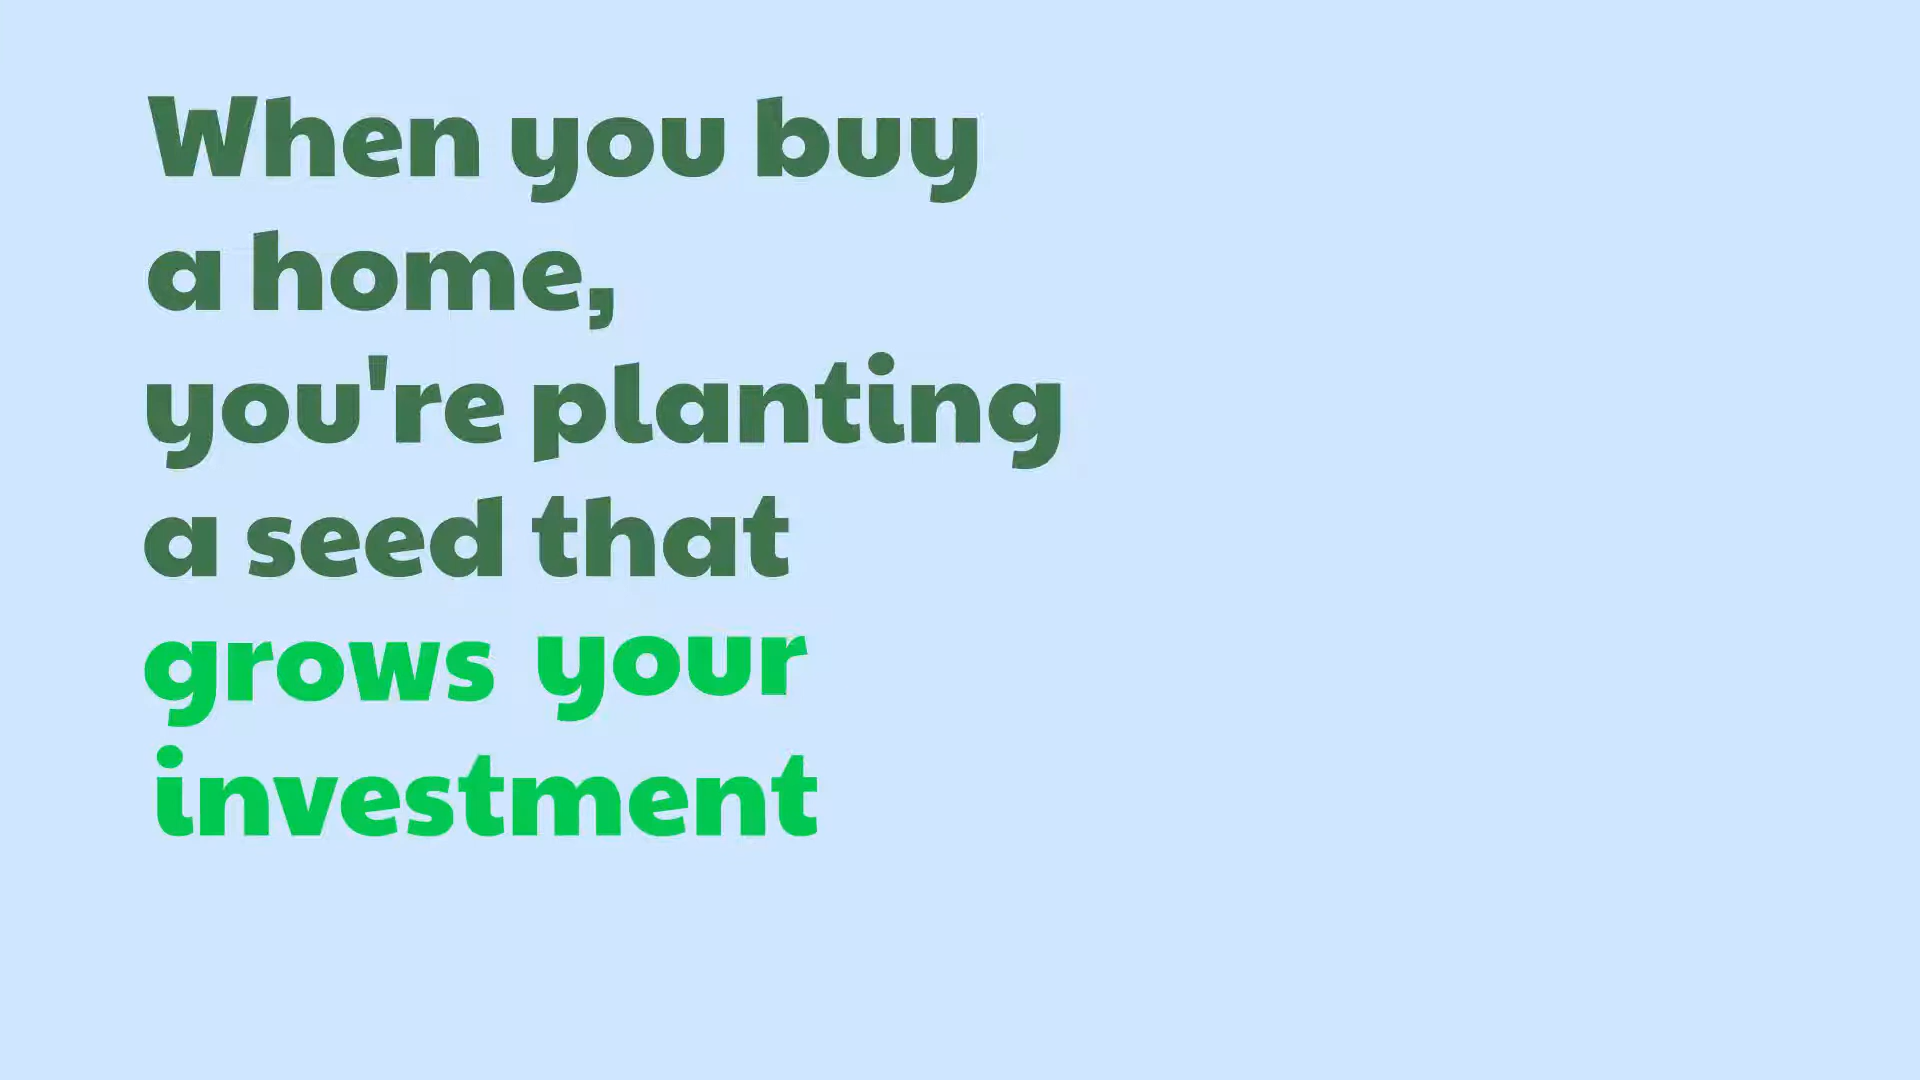 When you buy
a home,
you're planting
a seed that
grows your
investment